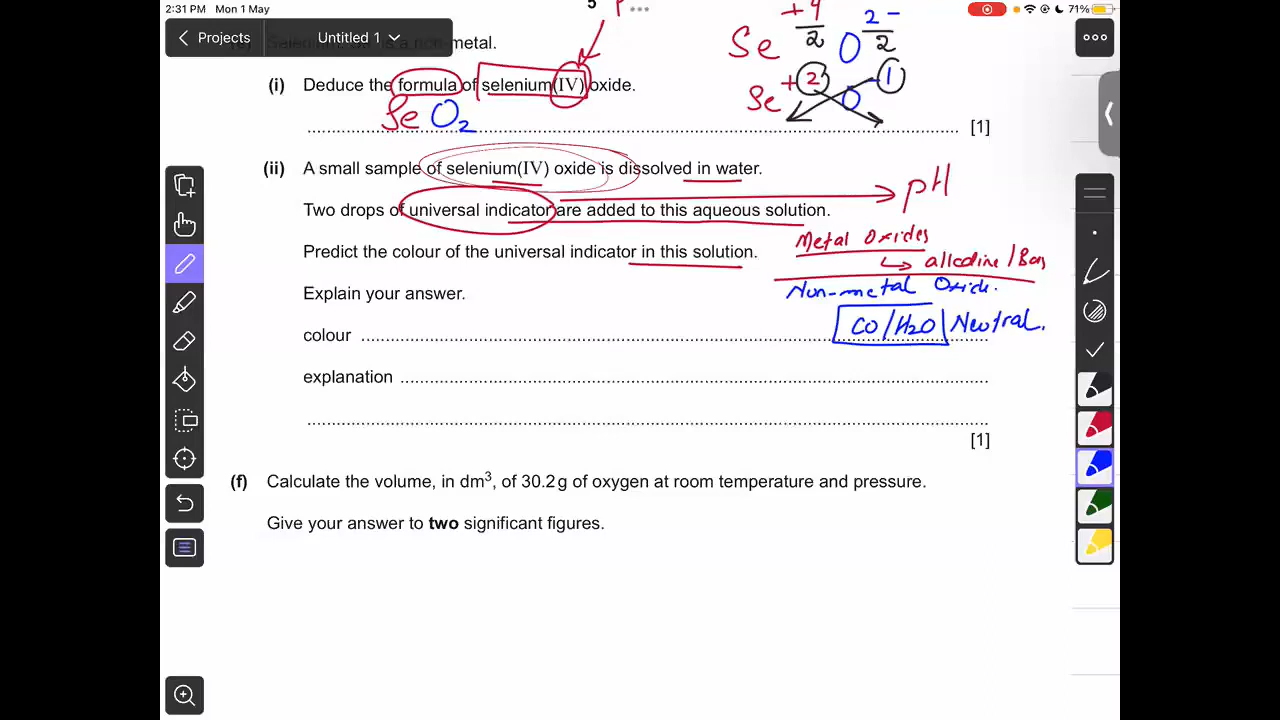 2:31 PM Mon 1 May
71%
Projects
Untitled 1
5
non-metal.
+4
2
2-
2
Se O
(i) Deduce the formula of selenium(IV) oxide.
Se +2 O -1
Se O2
[1]
(ii) A small sample of selenium(IV) oxide is dissolved in water.
pH
Two drops of universal indicator are added to this aqueous solution.
Metal Oxides
Predict the colour of the universal indicator in this solution.
alkaline/Bas
Non-metal Oxide.
Explain your answer.
CO/H2O Neutral.
colour
explanation
[1]
(f) Calculate the volume, in dm³, of 30.2g of oxygen at room temperature and pressure.
Give your answer to two significant figures.